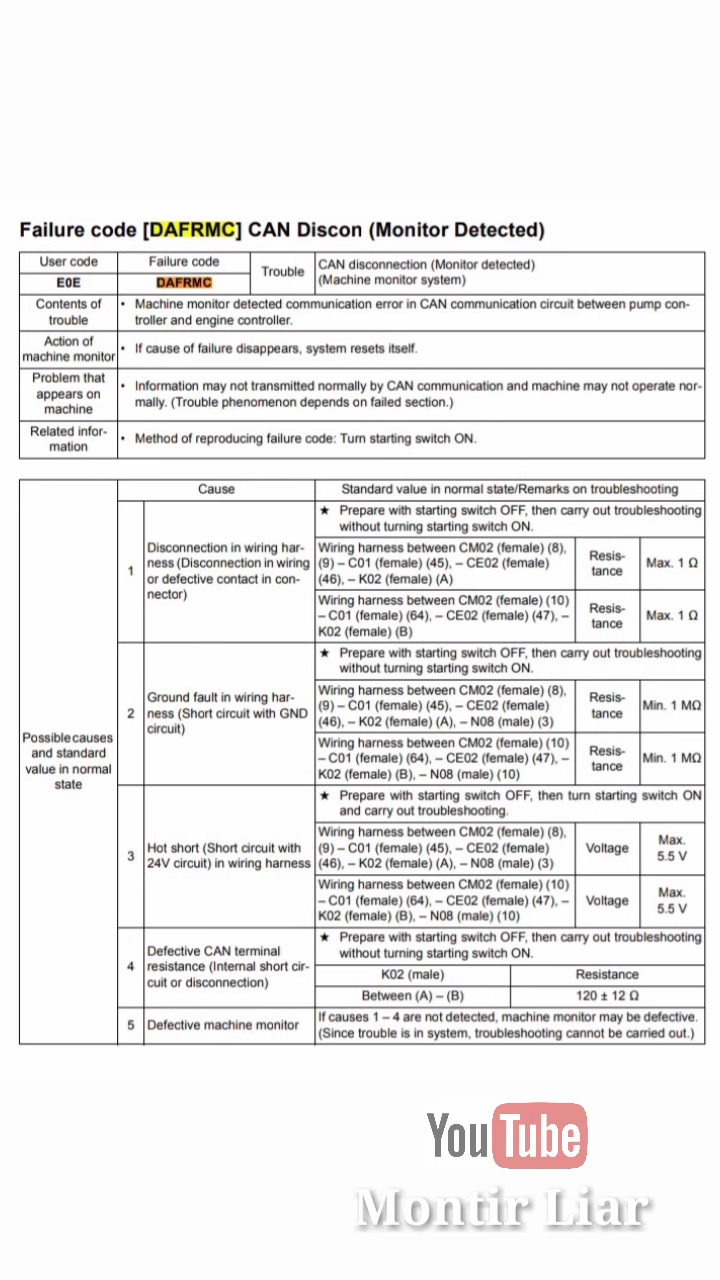 Failure code [DAFRMC] CAN Discon (Monitor Detected)
User code
Failure code
Trouble
CAN disconnection (Monitor detected)
(Machine monitor system)
E0E
DAFRMC
Contents of
trouble
• Machine monitor detected communication error in CAN communication circuit between pump con-
troller and engine controller.
Action of
machine monitor
• If cause of failure disappears, system resets itself.
Problem that
appears on
machine
• Information may not transmitted normally by CAN communication and machine may not operate nor-
mally. (Trouble phenomenon depends on failed section.)
Related infor-
mation
• Method of reproducing failure code: Turn starting switch ON.
Possible causes
and standard
value in normal
state
Cause
Standard value in normal state/Remarks on troubleshooting
1
Disconnection in wiring har-
ness (Disconnection in wiring
or defective contact in con-
nector)
★ Prepare with starting switch OFF, then carry out troubleshooting
without turning starting switch ON.
Wiring harness between CM02 (female) (8),
(9) – C01 (female) (45), – CE02 (female)
(46), – K02 (female) (A)
Resis-
tance
Max. 1 Ω
Wiring harness between CM02 (female) (10)
– C01 (female) (64), – CE02 (female) (47), –
K02 (female) (B)
Resis-
tance
Max. 1 Ω
2
Ground fault in wiring har-
ness (Short circuit with GND
circuit)
★ Prepare with starting switch OFF, then carry out troubleshooting
without turning starting switch ON.
Wiring harness between CM02 (female) (8),
(9) – C01 (female) (45), – CE02 (female)
(46), – K02 (female) (A), – N08 (male) (3)
Resis-
tance
Min. 1 MΩ
Wiring harness between CM02 (female) (10)
– C01 (female) (64), – CE02 (female) (47), –
K02 (female) (B), – N08 (male) (10)
Resis-
tance
Min. 1 MΩ
3
Hot short (Short circuit with
24V circuit) in wiring harness
★ Prepare with starting switch OFF, then turn starting switch ON
and carry out troubleshooting.
Wiring harness between CM02 (female) (8),
(9) – C01 (female) (45), – CE02 (female)
(46), – K02 (female) (A), – N08 (male) (3)
Voltage
Max.
5.5 V
Wiring harness between CM02 (female) (10)
– C01 (female) (64), – CE02 (female) (47), –
K02 (female) (B), – N08 (male) (10)
Voltage
Max.
5.5 V
4
Defective CAN terminal
resistance (Internal short cir-
cuit or disconnection)
★ Prepare with starting switch OFF, then carry out troubleshooting
without turning starting switch ON.
K02 (male)
Resistance
Between (A) – (B)
120 ± 12 Ω
5
Defective machine monitor
If causes 1 – 4 are not detected, machine monitor may be defective.
(Since trouble is in system, troubleshooting cannot be carried out.)
YouTube
Montir Liar